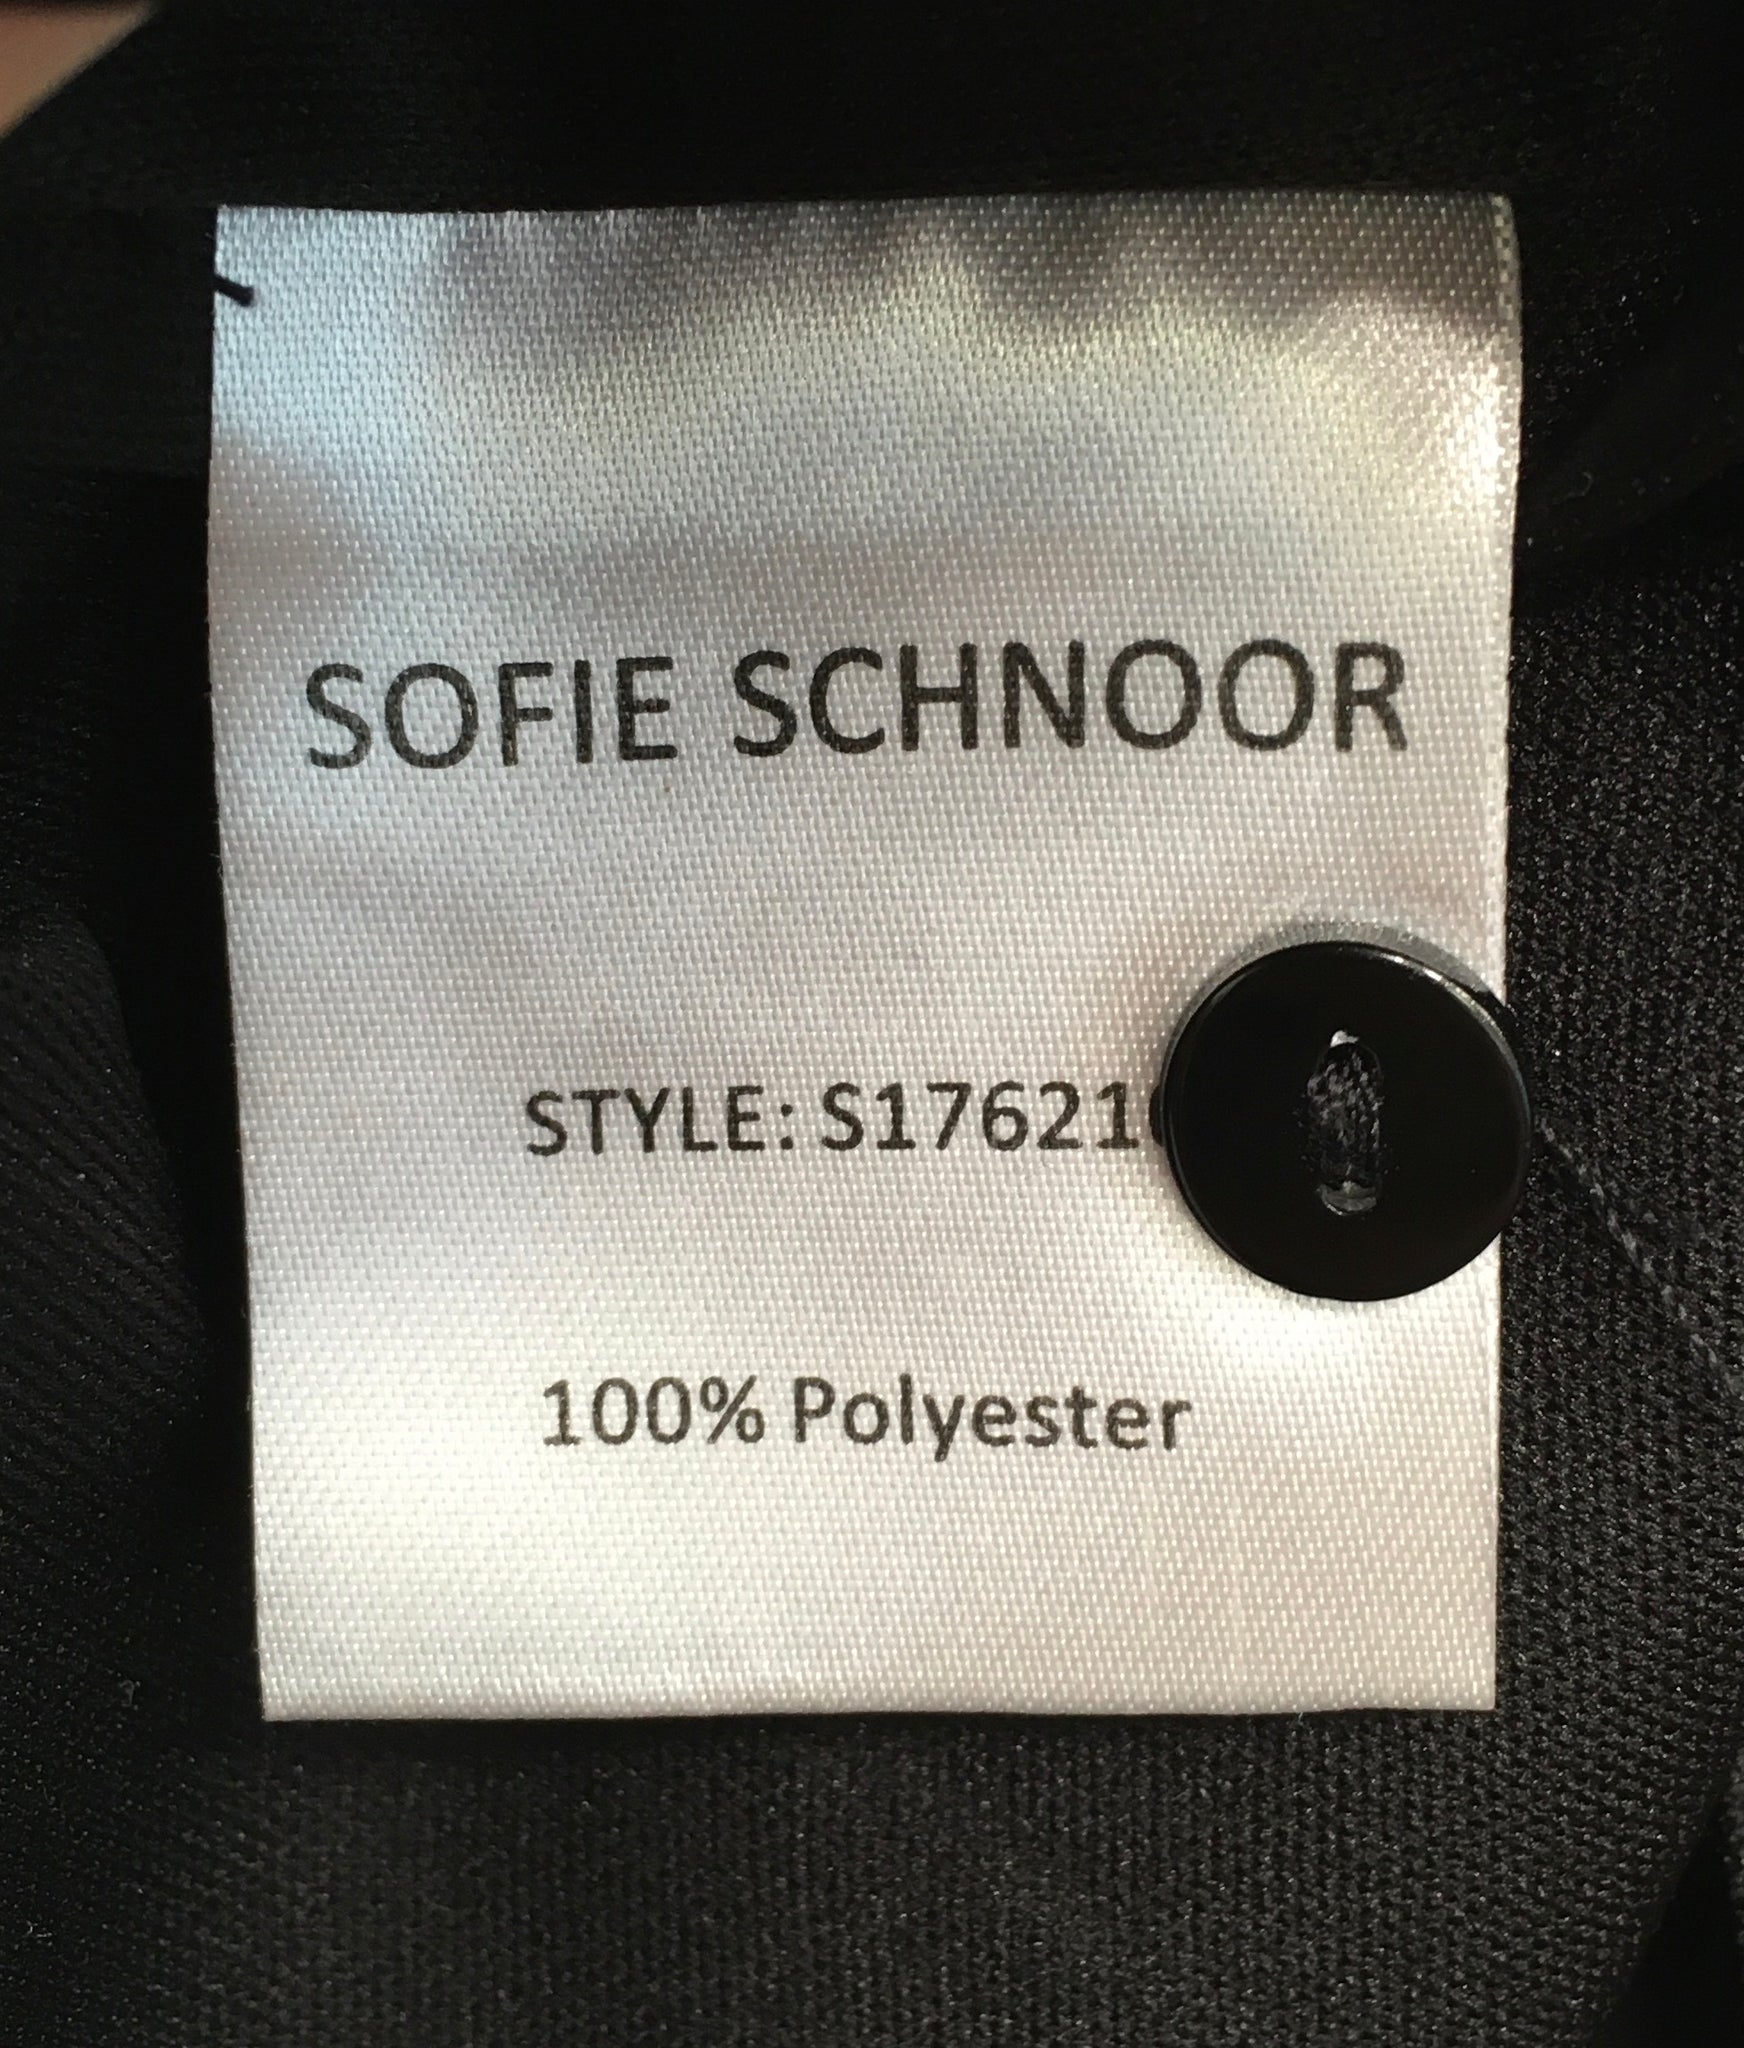 SOFIE SCHNOOR
STYLE: S17621
100% Polyester